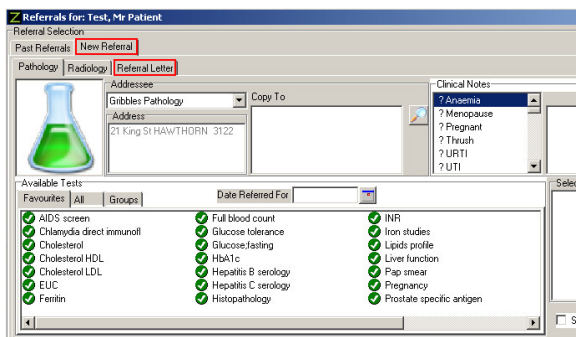 Referrals for: Test, Mr Patient
Referral Selection
Past Referrals New Referral
Pathology Radiology Referral Letter
Addressee
Gribbles Pathology
Address
21 King St HAWTHORN 3122
Copy To
Clinical Notes
? Anaemia
? Menopause
? Pregnant
? Thrush
? URTI
? UTI
Available Tests
Favourites All Groups
Date Referred For
AIDS screen
Chlamydia direct immunofl
Cholesterol
Cholesterol HDL
Cholesterol LDL
EUC
Ferritin
Full blood count
Glucose tolerance
Glucose;fasting
HbA1c
Hepatitis B serology
Hepatitis C serology
Histopathology
INR
Iron studies
Lipids profile
Liver function
Pap smear
Pregnancy
Prostate specific antigen
Selec
S